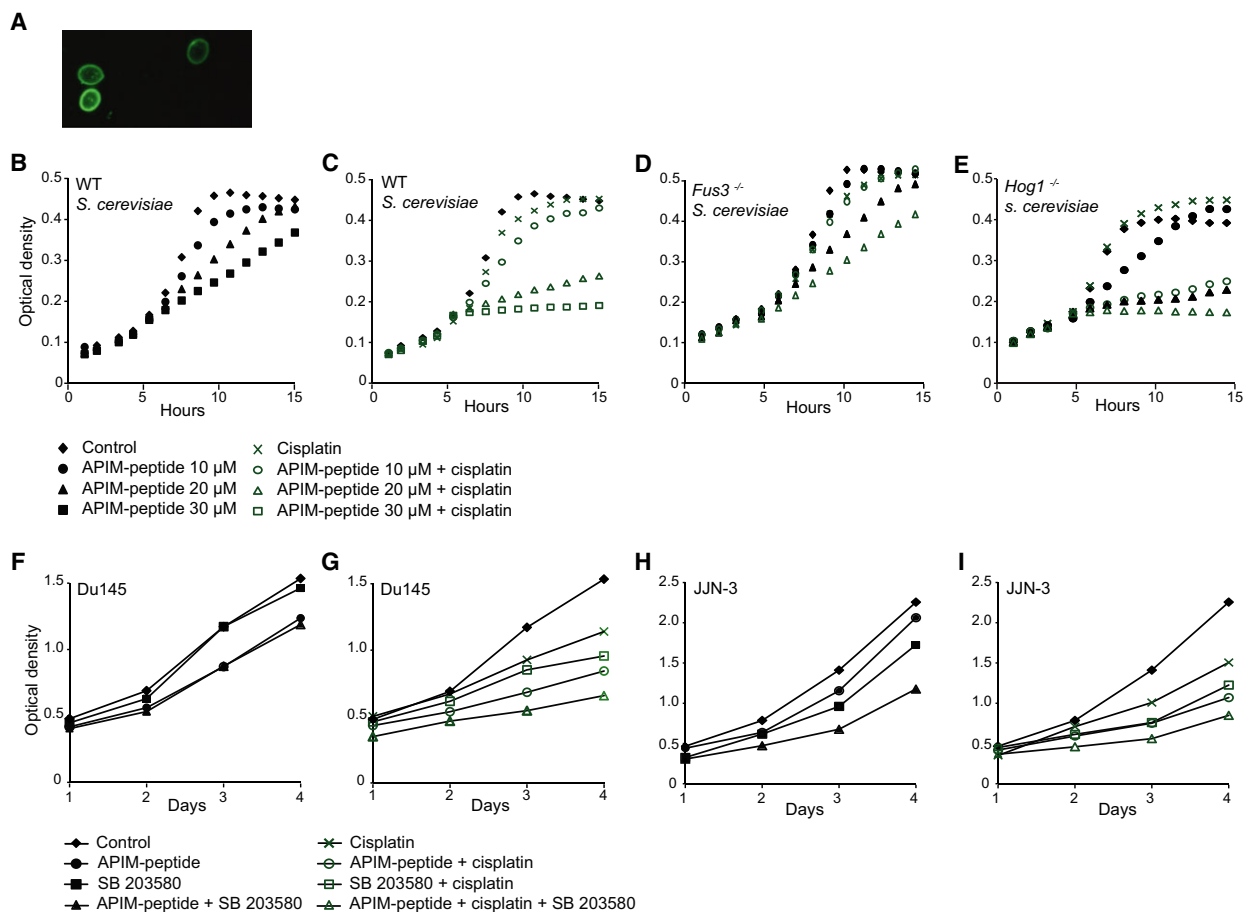 A
B
WT
S. cerevisiae
Optical density
0.5
0.4
0.3
0.2
0.1
0
0
5
10
15
Hours
C
WT
S. cerevisiae
0.5
0.4
0.3
0.2
0.1
0
0
5
10
15
Hours
D
Fus3 -/-
S. cerevisiae
0.5
0.4
0.3
0.2
0.1
0
0
5
10
15
Hours
E
Hog1 -/-
s. cerevisiae
0.5
0.4
0.3
0.2
0.1
0
0
5
10
15
Hours
Control
APIM-peptide 10 µM
APIM-peptide 20 µM
APIM-peptide 30 µM
Cisplatin
APIM-peptide 10 µM + cisplatin
APIM-peptide 20 µM + cisplatin
APIM-peptide 30 µM + cisplatin
F
Du145
Optical density
1.5
1.0
0.5
0
1
2
3
4
Days
G
Du145
1.5
1.0
0.5
0
1
2
3
4
Days
H
JJN-3
2.5
2.0
1.5
1.0
0.5
0
1
2
3
4
Days
I
JJN-3
2.5
2.0
1.5
1.0
0.5
0
1
2
3
4
Days
Control
APIM-peptide
SB 203580
APIM-peptide + SB 203580
Cisplatin
APIM-peptide + cisplatin
SB 203580 + cisplatin
APIM-peptide + cisplatin + SB 203580